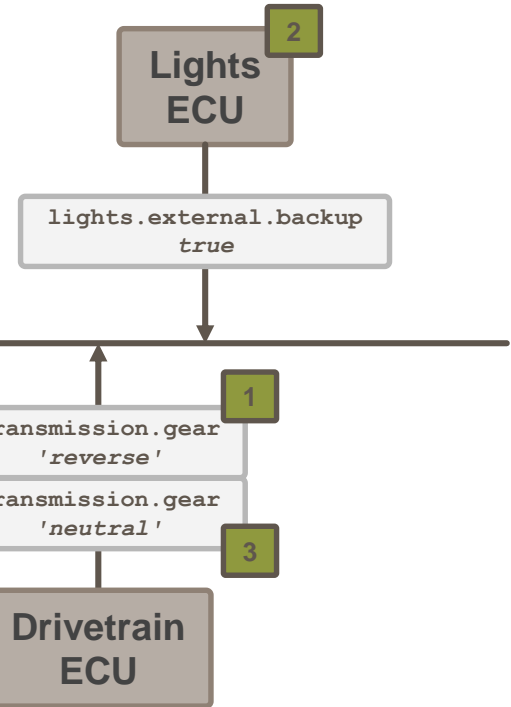 2
Lights
ECU
lights.external.backup
true
1
ransmission.gear
'reverse'
ransmission.gear
'neutral'
3
Drivetrain
ECU